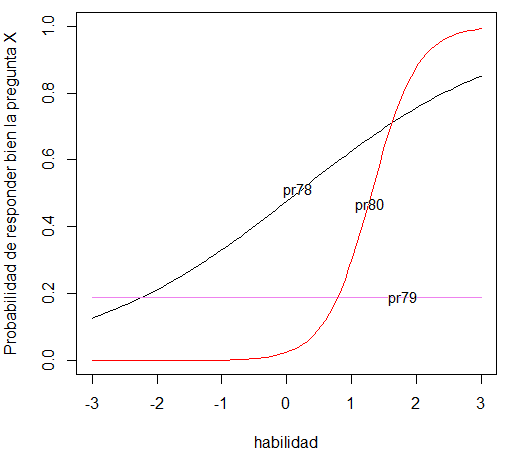 Probabilidad de responder bien la pregunta X
1.0
0.8
0.6
0.4
0.2
0.0
pr78
pr80
pr79
-3 -2 -1 0 1 2 3
habilidad